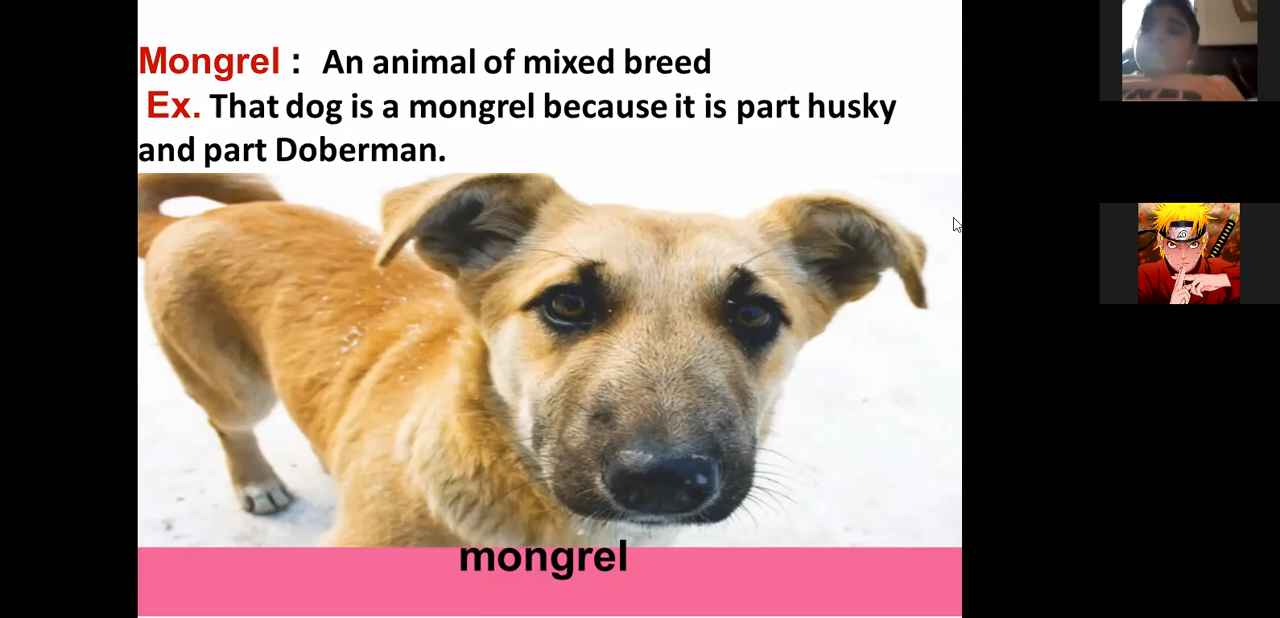 Mongrel : An animal of mixed breed
Ex. That dog is a mongrel because it is part husky
and part Doberman.
mongrel